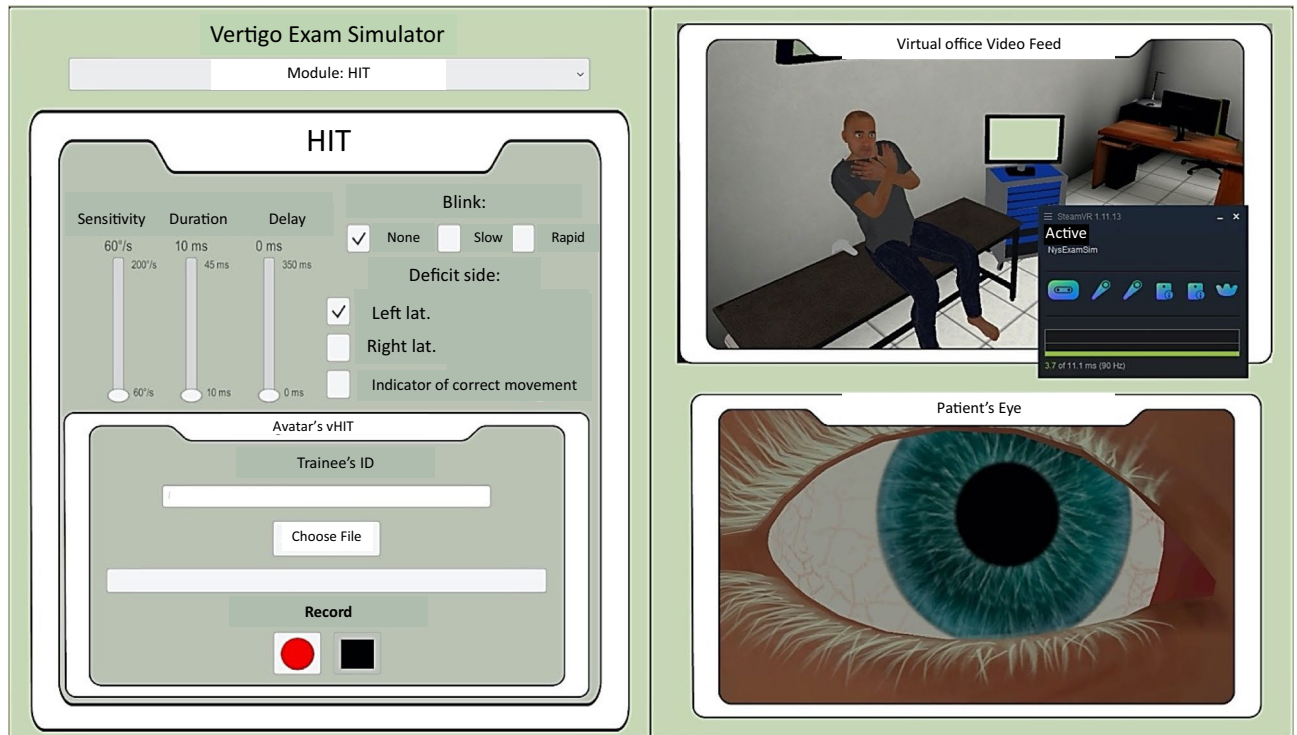 Vertigo Exam Simulator
Module: HIT
HIT
Sensitivity Duration Delay
60°/s 10 ms 0 ms
200°/s 45 ms 350 ms
60°/s 10 ms 0 ms
Blink:
None Slow Rapid
Deficit side:
Left lat.
Right lat.
Indicator of correct movement
Avatar's vHIT
Trainee's ID
Choose File
Record
Virtual office Video Feed
SteamVR 1.11.13
Active
NysExamSim
3.7 of 11.1 ms (90 Hz)
Patient's Eye